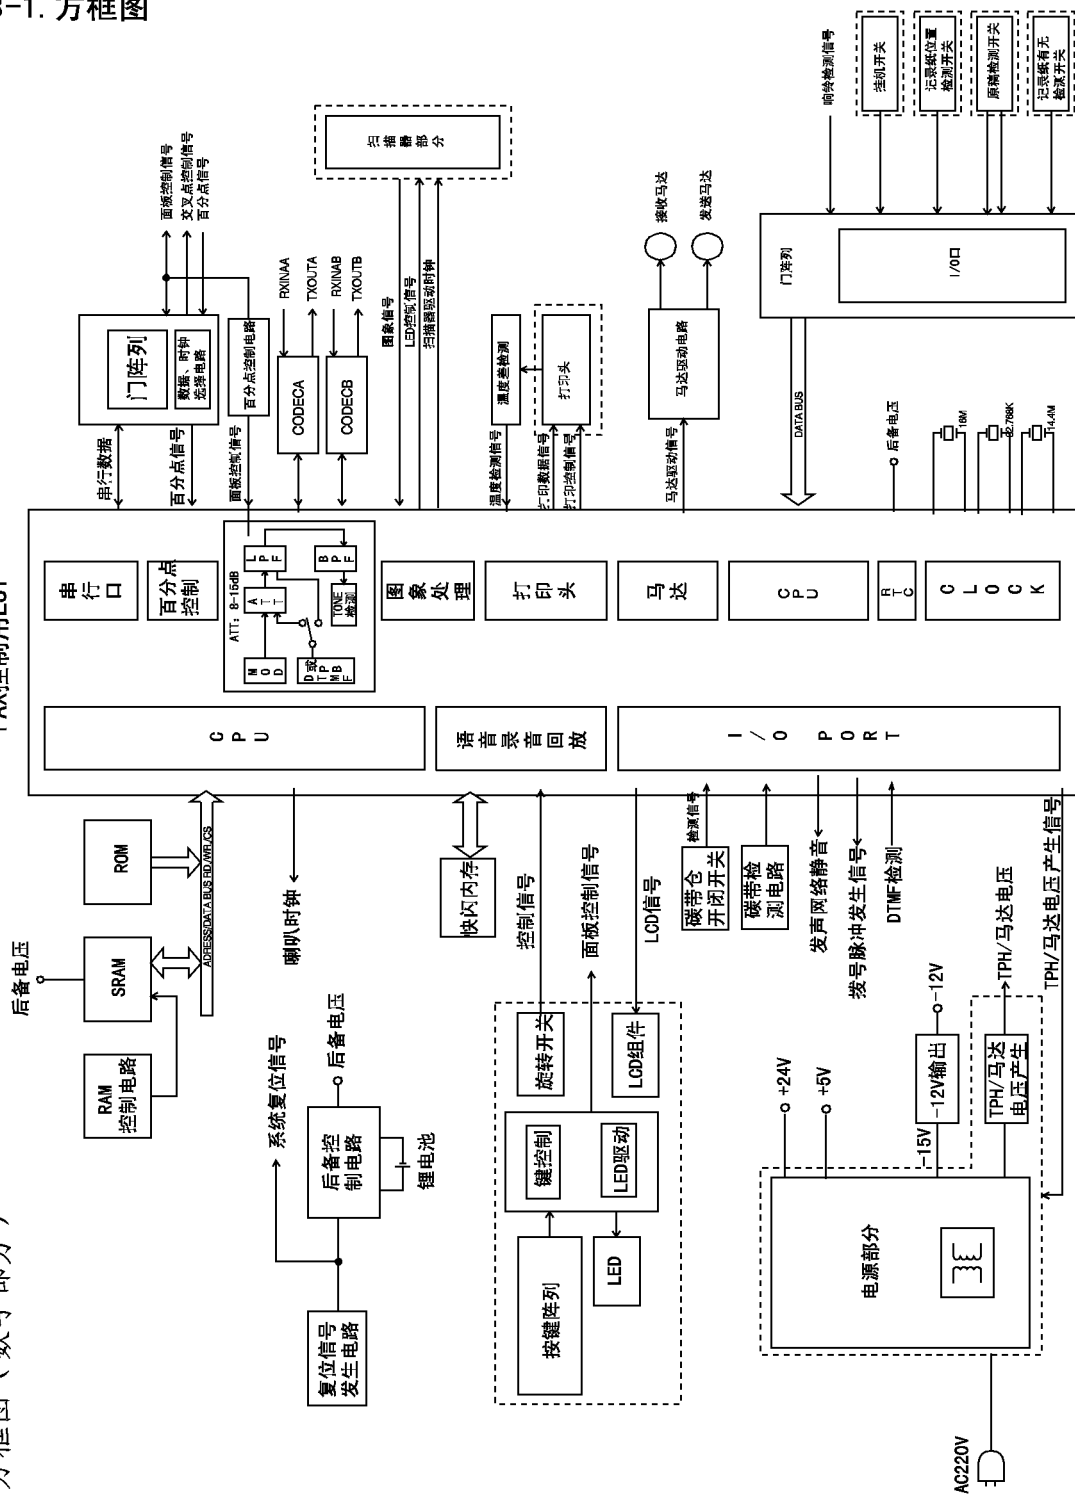 3-1. 方框图
方框图（数字部分）
FAX控制用LSI
面板控制信号
交叉点控制信号
百分点信号
门阵列
数据、时钟
选择电路
百分点控制电路
串行数据
百分点信号
面板控制信号
RXINAA
TXOUTA
RXINAB
TXOUTB
CODECA
CODECB
扫描器部分
图象信号
LED控制信号
扫描器驱动时钟
温度差检测
温度检测信号
打印头
打印数据信号
打印控制信号
接收马达
发送马达
马达驱动电路
马达驱动信号
响铃检测信号
挂机开关
记录纸位置
检测开关
原稿检测开关
记录纸有无
检测开关
门阵列
I/O口
DATA BUS
后备电压
16M
32.768K
14.4M
串行口
百分点
控制
ATT: 8-15dB
LPF
BPF
ATT
TONE
检测
MOD
D或
TP
MB
F
图象
处理
打印头
马达
CPU
RTC
CLOCK
CPU
语音录音回放
I/O PORT
ROM
SRAM
RAM
控制电路
后备电压
ADRESS/DATA BUS RD/WR/CS
喇叭时钟
快闪内存
控制信号
面板控制信号
LCD信号
检测信号
碳带仓
开闭开关
碳带检
测电路
发声网络静音
拨号脉冲发生信号
DTMF检测
TPH/马达电压产生信号
系统复位信号
后备电压
后备控
制电路
锂电池
复位信号
发生电路
旋转开关
LCD组件
键控制
LED驱动
按键阵列
LED
+24V
+5V
-15V
-12V输出
-12V
TPH/马达
电压产生
TPH/马达电压
电源部分
AC220V